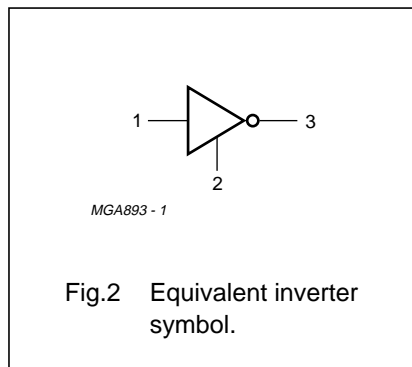 1
3
2
MGA893 - 1
Fig.2 Equivalent inverter
symbol.